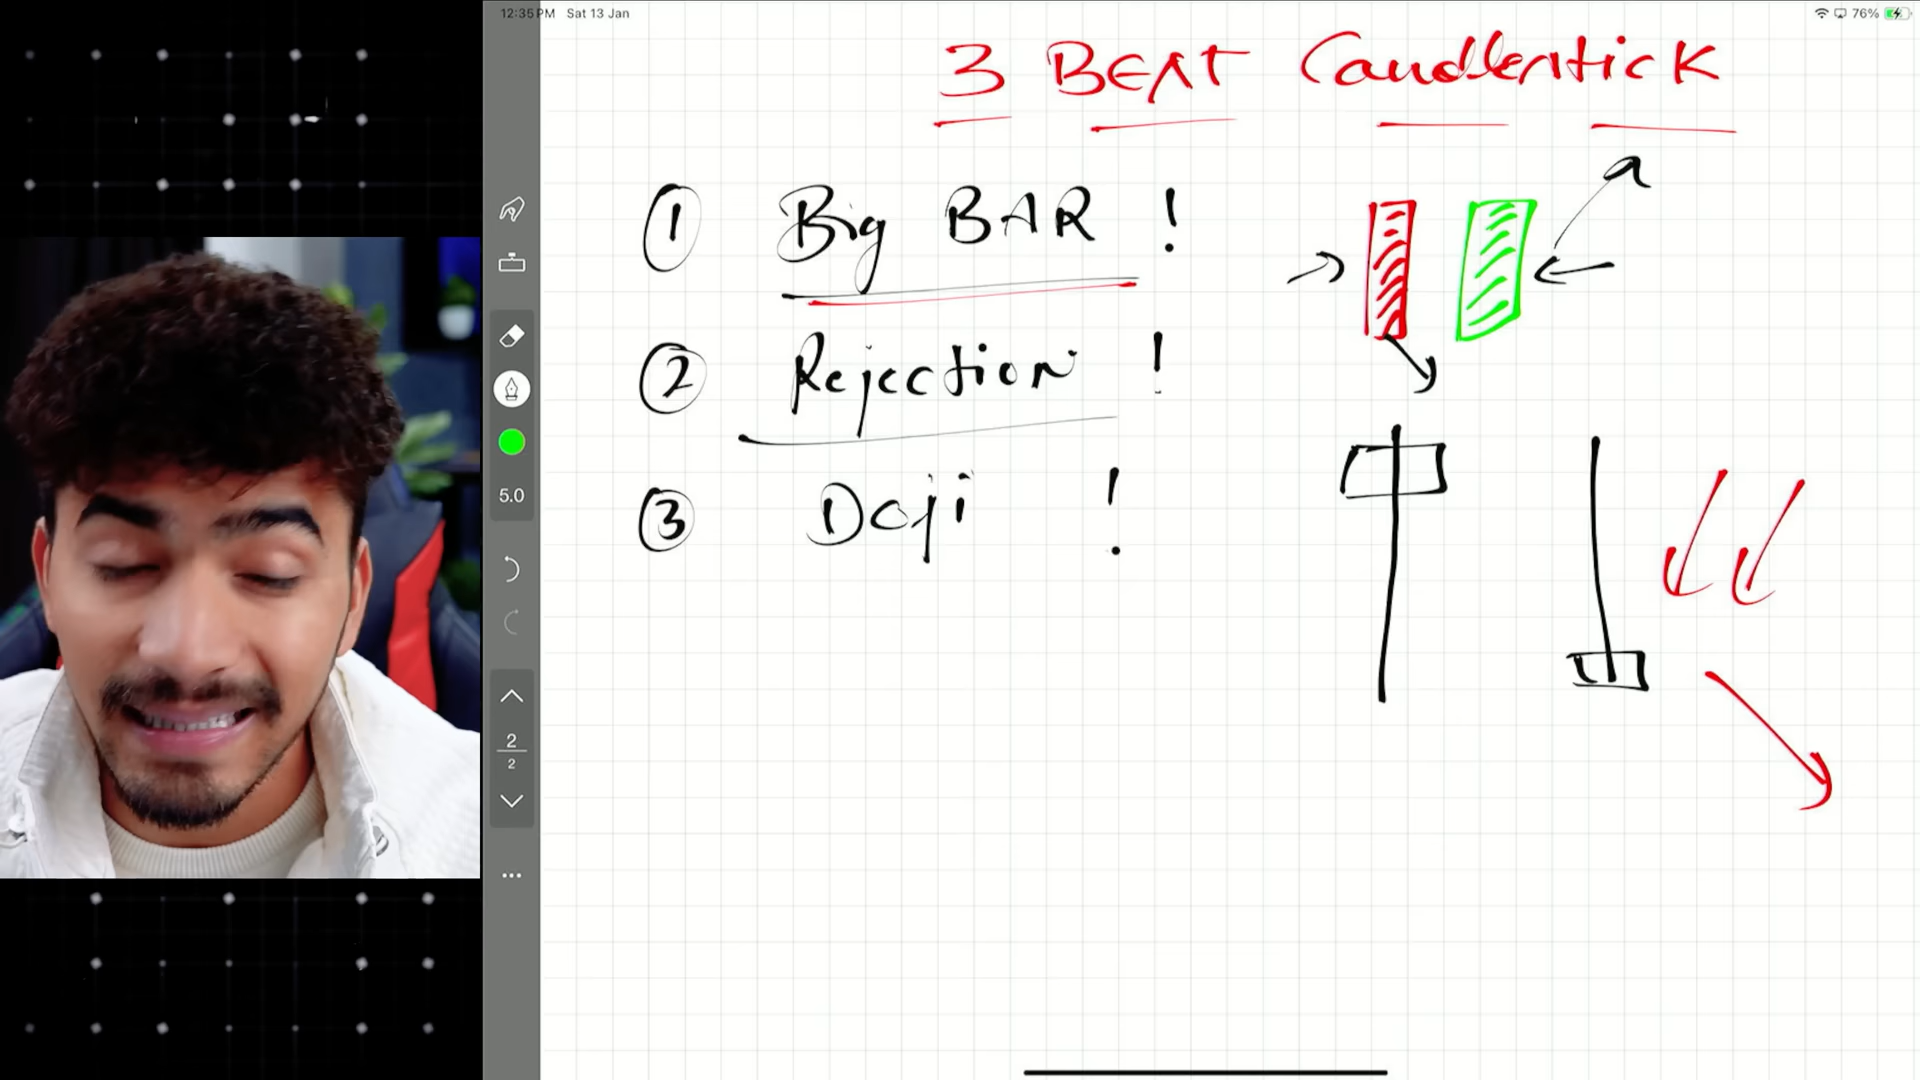 12:35 PM Sat 13 Jan
76%
3 BEAT Candlestick
1 Big BAR !
2 Rejection !
3 Doji !
5.0
2
2